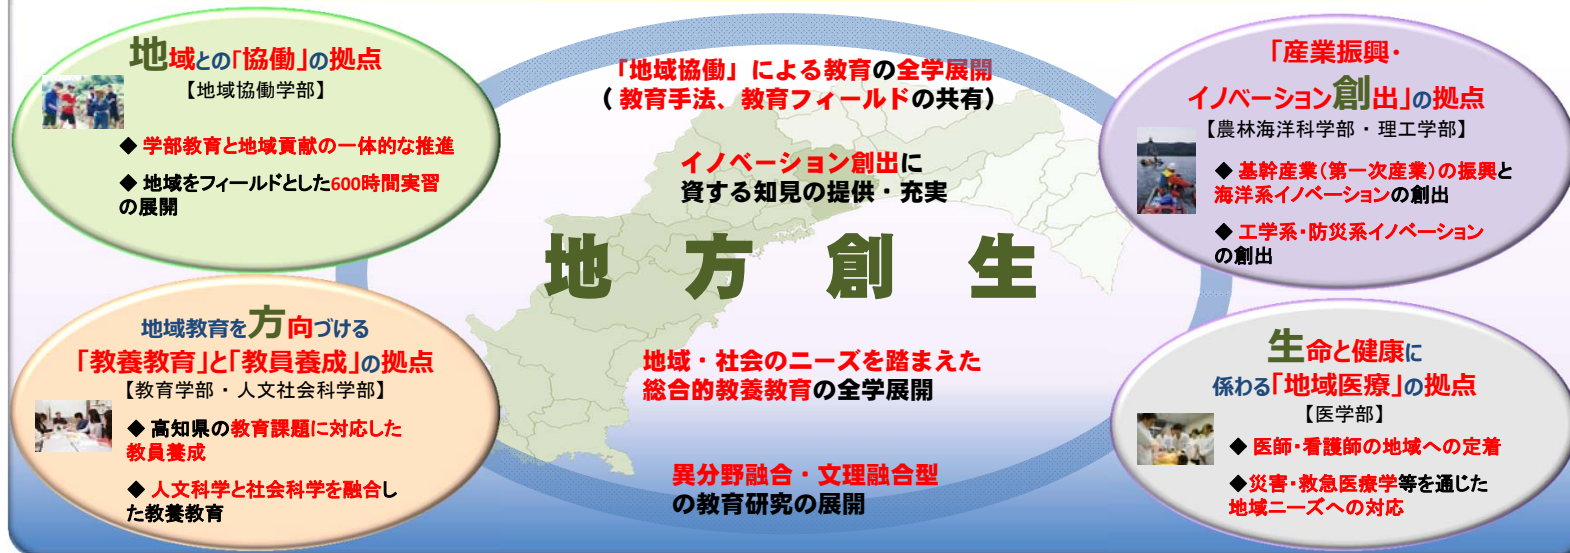 地域との「協働」の拠点
【地域協働学部】
◆ 学部教育と地域貢献の一体的な推進
◆ 地域をフィールドとした600時間実習
の展開
「地域協働」による教育の全学展開
( 教育手法、教育フィールドの共有)
イノベーション創出に
資する知見の提供・充実
「産業振興・
イノベーション創出」の拠点
【農林海洋科学部・理工学部】
◆ 基幹産業(第一次産業)の振興と
海洋系イノベーションの創出
◆ 工学系・防災系イノベーション
の創出
地 方 創 生
地域教育を方向づける
「教養教育」と「教員養成」の拠点
【教育学部・人文社会科学部】
◆ 高知県の教育課題に対応した
教員養成
◆ 人文科学と社会科学を融合し
た教養教育
地域・社会のニーズを踏まえた
総合的教養教育の全学展開
異分野融合・文理融合型
の教育研究の展開
生命と健康に
係わる「地域医療」の拠点
【医学部】
◆ 医師・看護師の地域への定着
◆災害・救急医療学等を通じた
地域ニーズへの対応